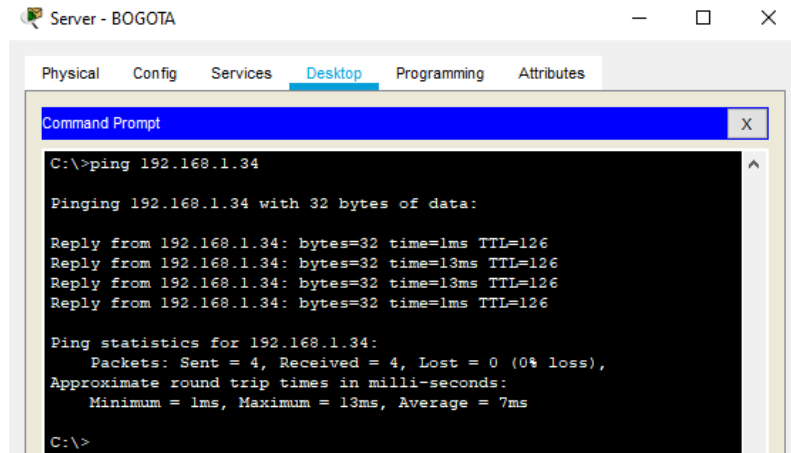 Server - BOGOTA
Physical Config Services Desktop Programming Attributes
Command Prompt
X
C:\>ping 192.168.1.34
Pinging 192.168.1.34 with 32 bytes of data:
Reply from 192.168.1.34: bytes=32 time=1ms TTL=126
Reply from 192.168.1.34: bytes=32 time=13ms TTL=126
Reply from 192.168.1.34: bytes=32 time=13ms TTL=126
Reply from 192.168.1.34: bytes=32 time=1ms TTL=126
Ping statistics for 192.168.1.34:
Packets: Sent = 4, Received = 4, Lost = 0 (0% loss),
Approximate round trip times in milli-seconds:
Minimum = 1ms, Maximum = 13ms, Average = 7ms
C:\>